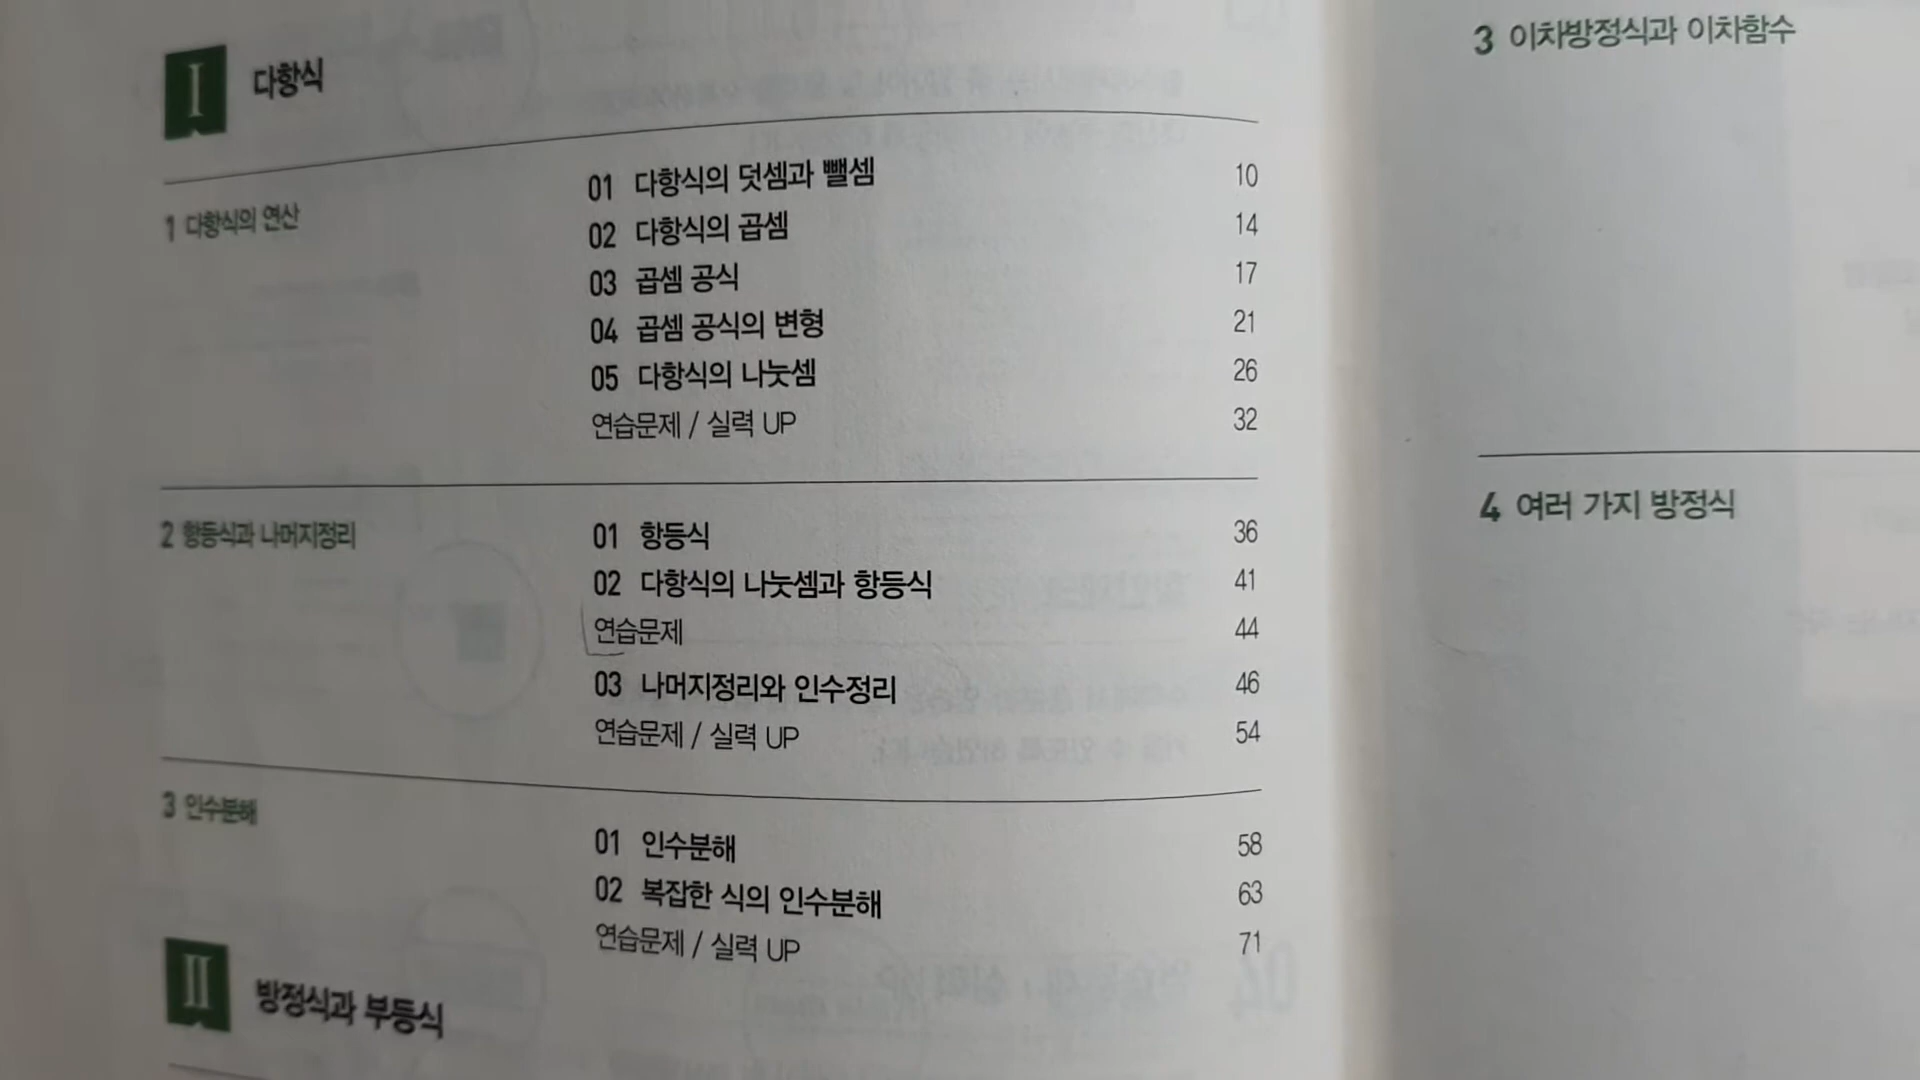 I 다항식
1 다항식의 연산
01 다항식의 덧셈과 뺄셈 10
02 다항식의 곱셈 14
03 곱셈 공식 17
04 곱셈 공식의 변형 21
05 다항식의 나눗셈 26
연습문제 / 실력 UP 32
2 항등식과 나머지정리
01 항등식 36
02 다항식의 나눗셈과 항등식 41
연습문제 44
03 나머지정리와 인수정리 46
연습문제 / 실력 UP 54
3 인수분해
01 인수분해 58
02 복잡한 식의 인수분해 63
연습문제 / 실력 UP 71
II 방정식과 부등식
3 이차방정식과 이차함수
4 여러 가지 방정식